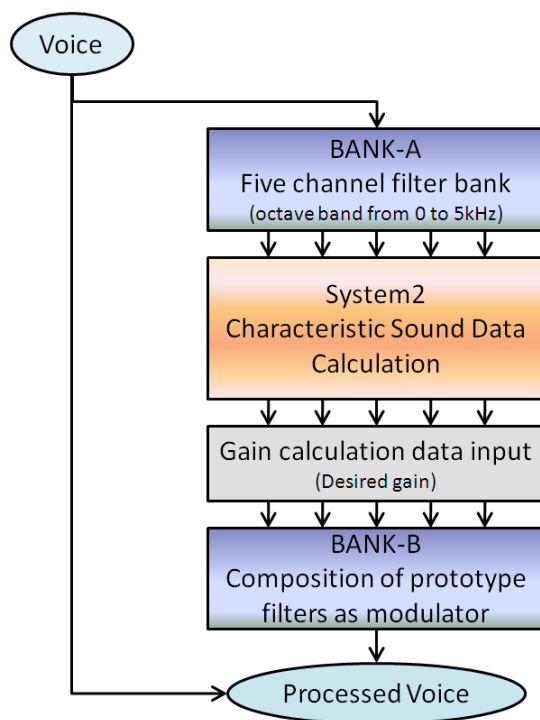 Voice
BANK-A
Five channel filter bank
(octave band from 0 to 5kHz)
System2
Characteristic Sound Data
Calculation
Gain calculation data input
(Desired gain)
BANK-B
Composition of prototype
filters as modulator
Processed Voice